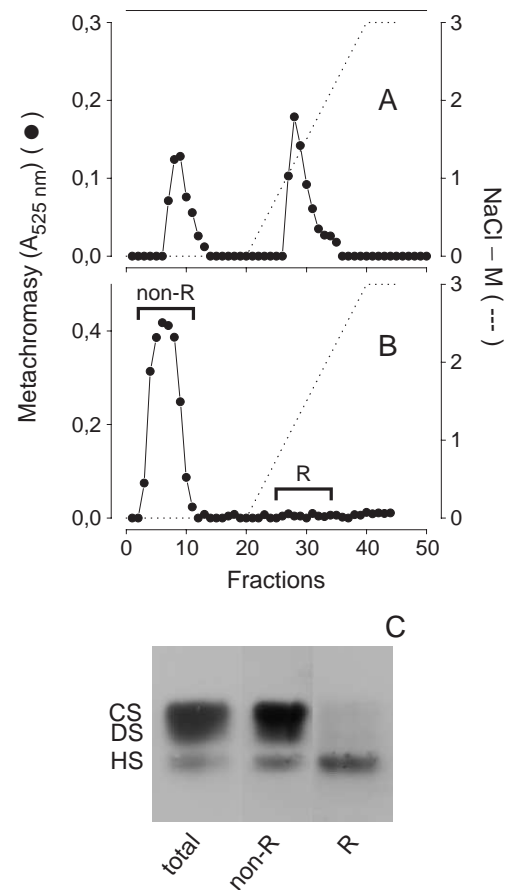 0,3
0,2
0,1
0,0
A
3
2
1
0
Metachromasy (A525 nm) ( ● )
NaCl – M ( --- )
non-R
B
R
0,4
0,2
0,0
3
2
1
0
0 10 20 30 40 50
Fractions
C
CS
DS
HS
total non-R R